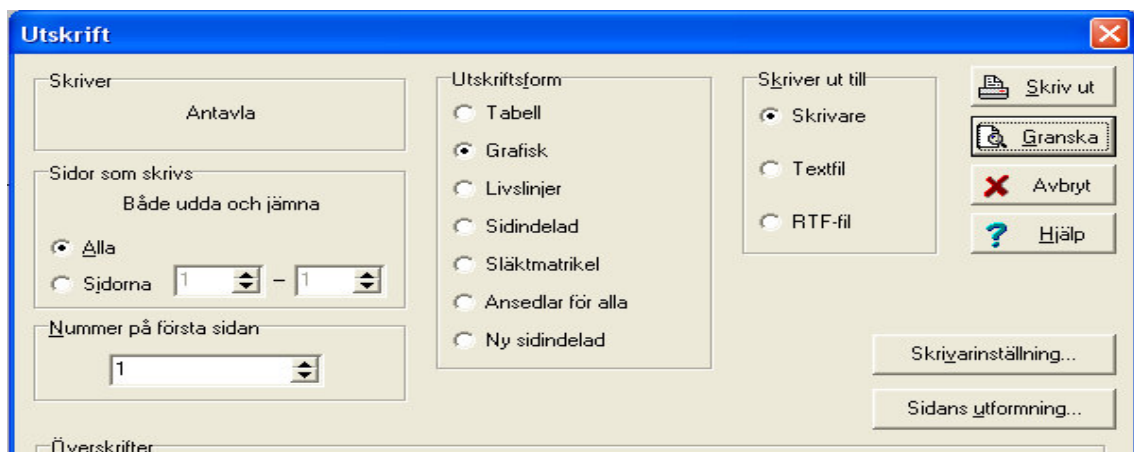 Utskrift
Skriver
Antavla
Sidor som skrivs
Både udda och jämna
Alla
Sidorna 1 – 1
Nummer på första sidan
1
Utskriftsform
Tabell
Grafisk
Livslinjer
Sidindelad
Släktmatrikel
Ansedlar för alla
Ny sidindelad
Skriver ut till
Skrivare
Textfil
RTF-fil
Skriv ut
Granska
Avbryt
Hjälp
Skrivarinställning...
Sidans utformning...
Överskrifter